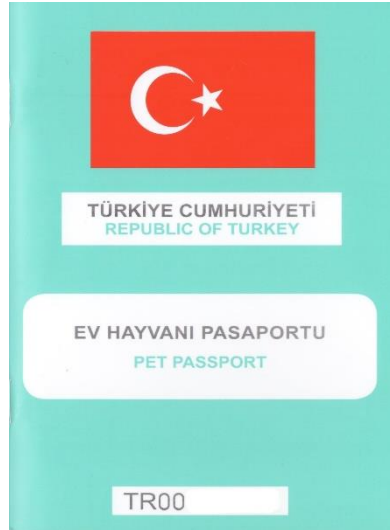 TÜRKİYE CUMHURİYETİ
REPUBLIC OF TURKEY
EV HAYVANI PASAPORTU
PET PASSPORT
TR00